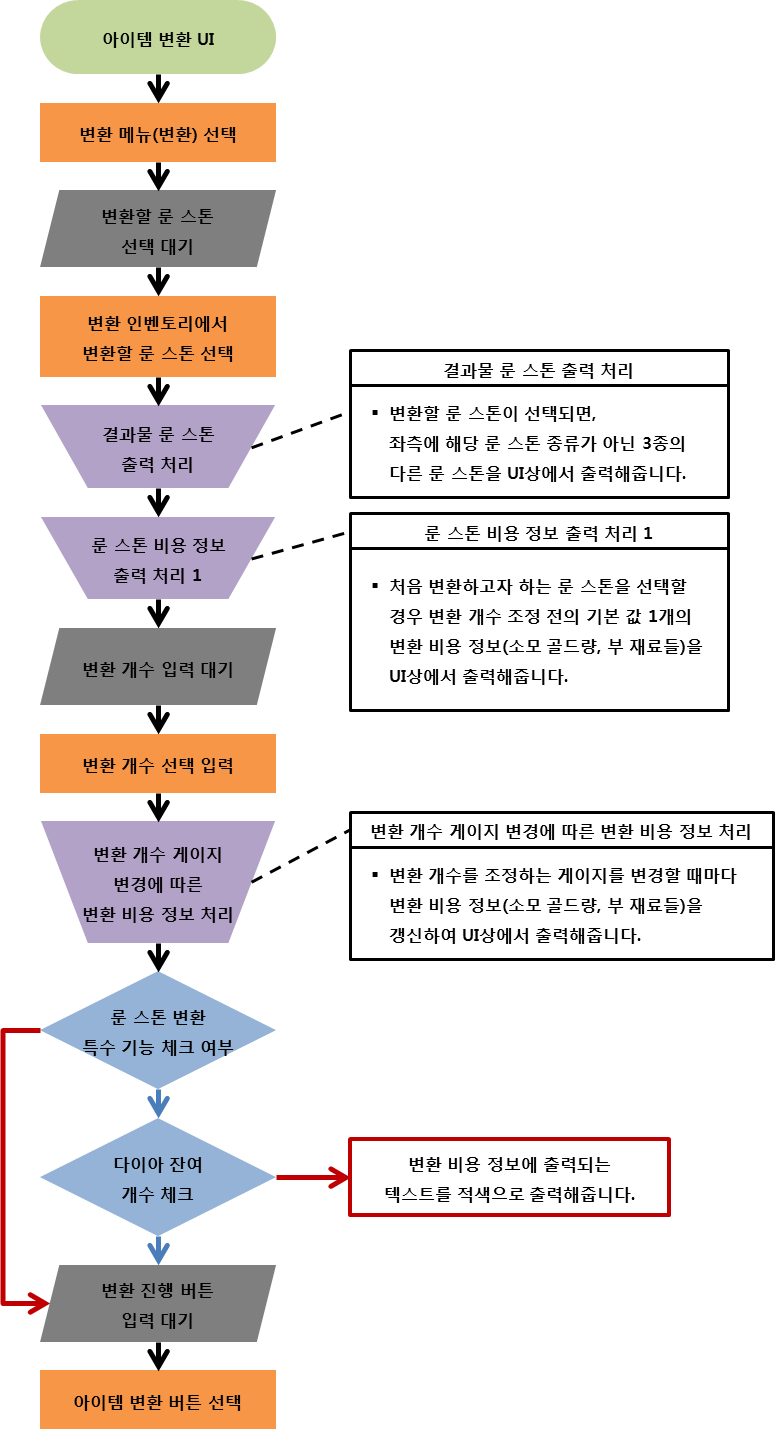 아이템 변환 UI
변환 메뉴(변환) 선택
변환할 룬 스톤
선택 대기
변환 인벤토리에서
변환할 룬 스톤 선택
결과물 룬 스톤
출력 처리
결과물 룬 스톤 출력 처리
▪ 변환할 룬 스톤이 선택되면,
좌측에 해당 룬 스톤 종류가 아닌 3종의
다른 룬 스톤을 UI상에서 출력해줍니다.
룬 스톤 비용 정보
출력 처리 1
룬 스톤 비용 정보 출력 처리 1
▪ 처음 변환하고자 하는 룬 스톤을 선택할
경우 변환 개수 조정 전의 기본 값 1개의
변환 비용 정보(소모 골드량, 부 재료들)을
UI상에서 출력해줍니다.
변환 개수 입력 대기
변환 개수 선택 입력
변환 개수 게이지
변경에 따른
변환 비용 정보 처리
변환 개수 게이지 변경에 따른 변환 비용 정보 처리
▪ 변환 개수를 조정하는 게이지를 변경할 때마다
변환 비용 정보(소모 골드량, 부 재료들)을
갱신하여 UI상에서 출력해줍니다.
룬 스톤 변환
특수 기능 체크 여부
다이아 잔여
개수 체크
변환 비용 정보에 출력되는
텍스트를 적색으로 출력해줍니다.
변환 진행 버튼
입력 대기
아이템 변환 버튼 선택